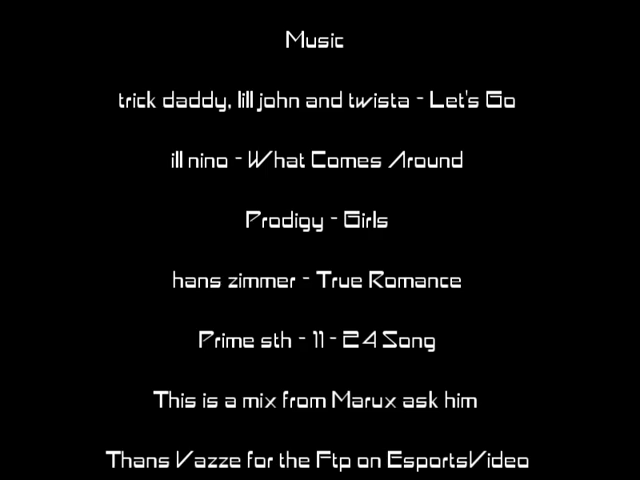 Music
trick daddy, lill john and twista - Let's Go
ill nino - What Comes Around
Prodigy - Girls
hans zimmer - True Romance
Prime sth - 11 - 24 Song
This is a mix from Marux ask him
Thans Vazze for the Ftp on EsportsVideo